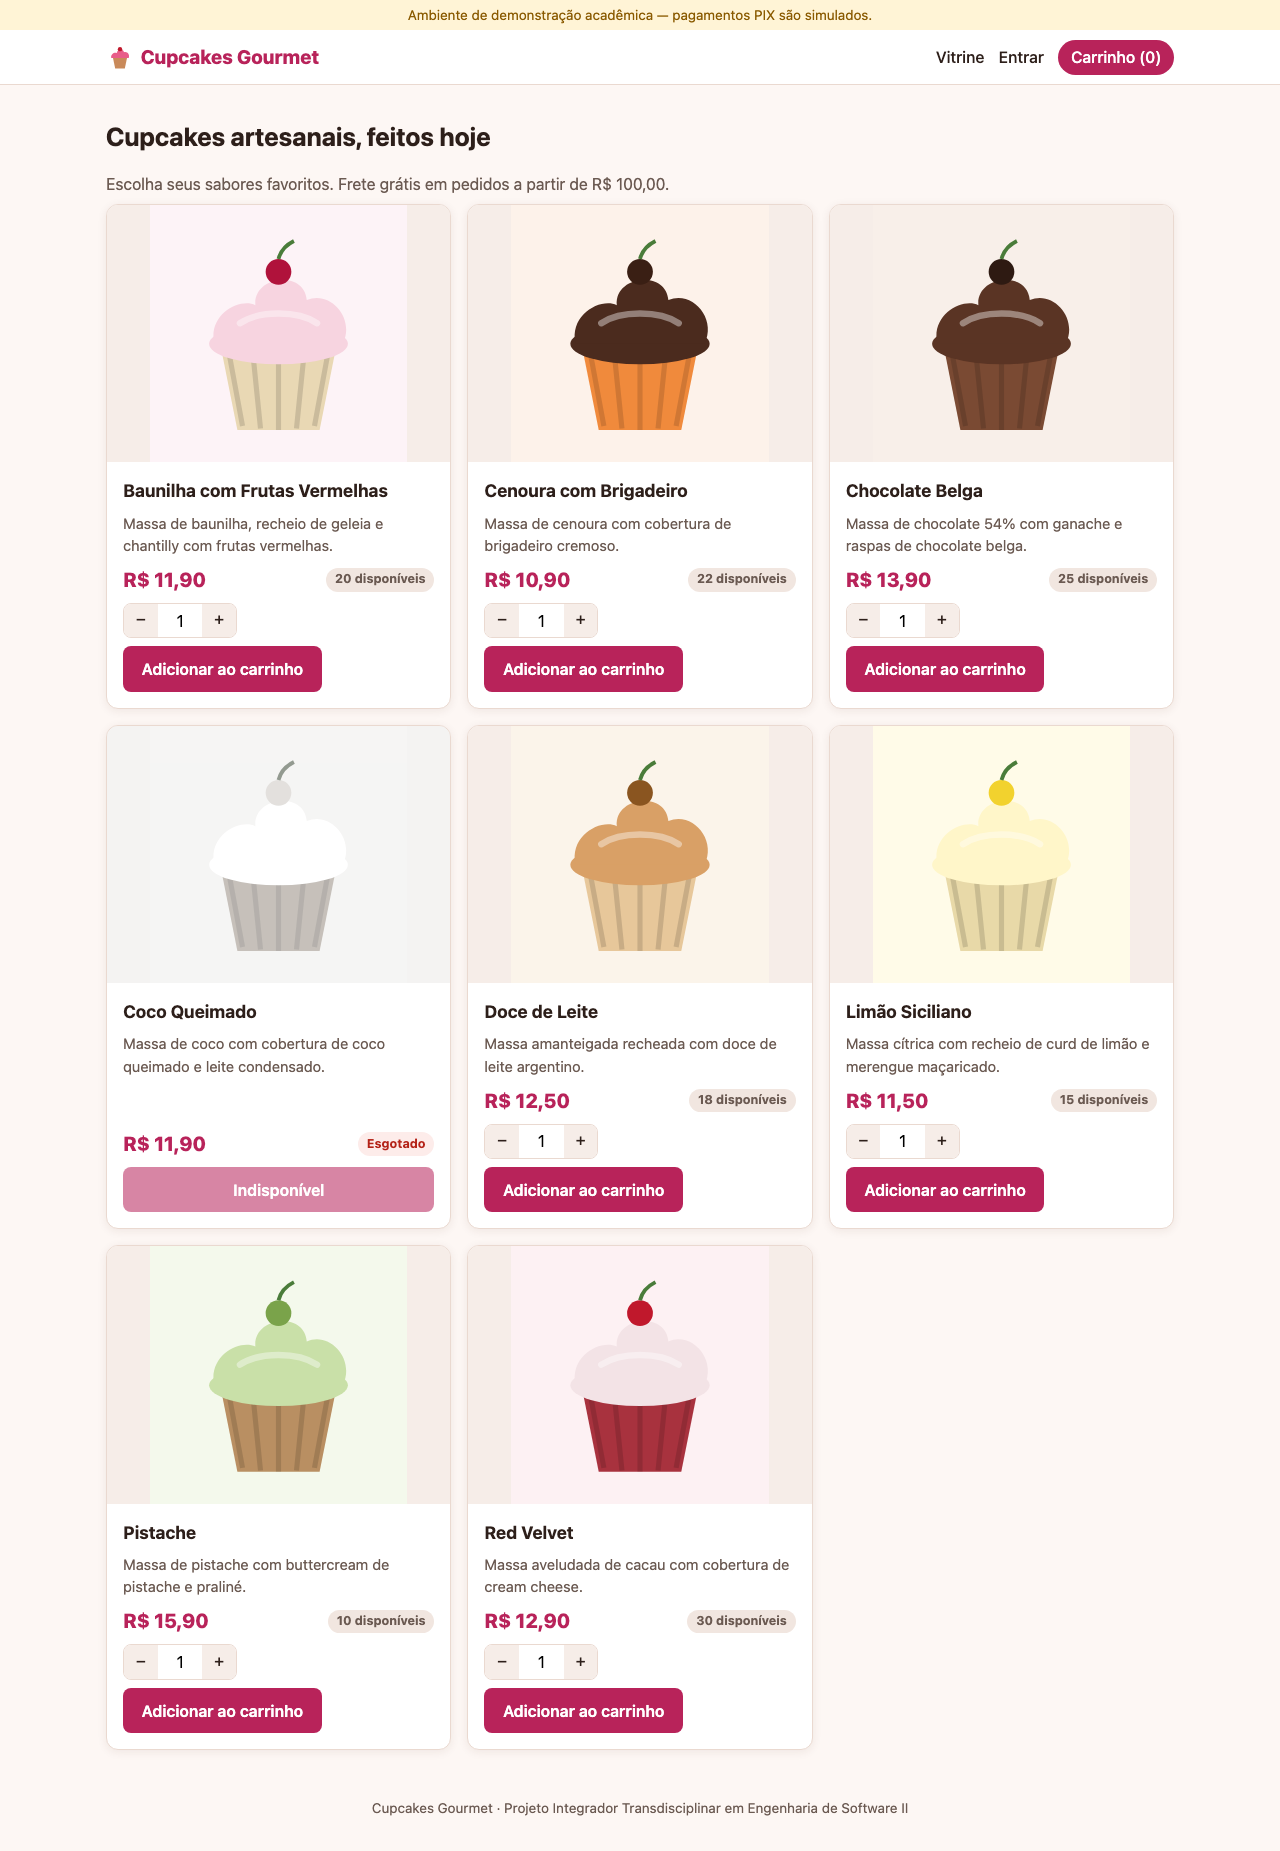 Ambiente de demonstração acadêmica — pagamentos PIX são simulados.
Cupcakes Gourmet
Vitrine
Entrar
Carrinho (0)
Cupcakes artesanais, feitos hoje
Escolha seus sabores favoritos. Frete grátis em pedidos a partir de R$ 100,00.
Baunilha com Frutas Vermelhas
Massa de baunilha, recheio de geleia e
chantilly com frutas vermelhas.
R$ 11,90
20 disponíveis
− 1 +
Adicionar ao carrinho
Cenoura com Brigadeiro
Massa de cenoura com cobertura de
brigadeiro cremoso.
R$ 10,90
22 disponíveis
− 1 +
Adicionar ao carrinho
Chocolate Belga
Massa de chocolate 54% com ganache e
raspas de chocolate belga.
R$ 13,90
25 disponíveis
− 1 +
Adicionar ao carrinho
Coco Queimado
Massa de coco com cobertura de coco
queimado e leite condensado.
R$ 11,90
Esgotado
Indisponível
Doce de Leite
Massa amanteigada recheada com doce de
leite argentino.
R$ 12,50
18 disponíveis
− 1 +
Adicionar ao carrinho
Limão Siciliano
Massa cítrica com recheio de curd de limão e
merengue maçaricado.
R$ 11,50
15 disponíveis
− 1 +
Adicionar ao carrinho
Pistache
Massa de pistache com buttercream de
pistache e praliné.
R$ 15,90
10 disponíveis
− 1 +
Adicionar ao carrinho
Red Velvet
Massa aveludada de cacau com cobertura de
cream cheese.
R$ 12,90
30 disponíveis
− 1 +
Adicionar ao carrinho
Cupcakes Gourmet · Projeto Integrador Transdisciplinar em Engenharia de Software II